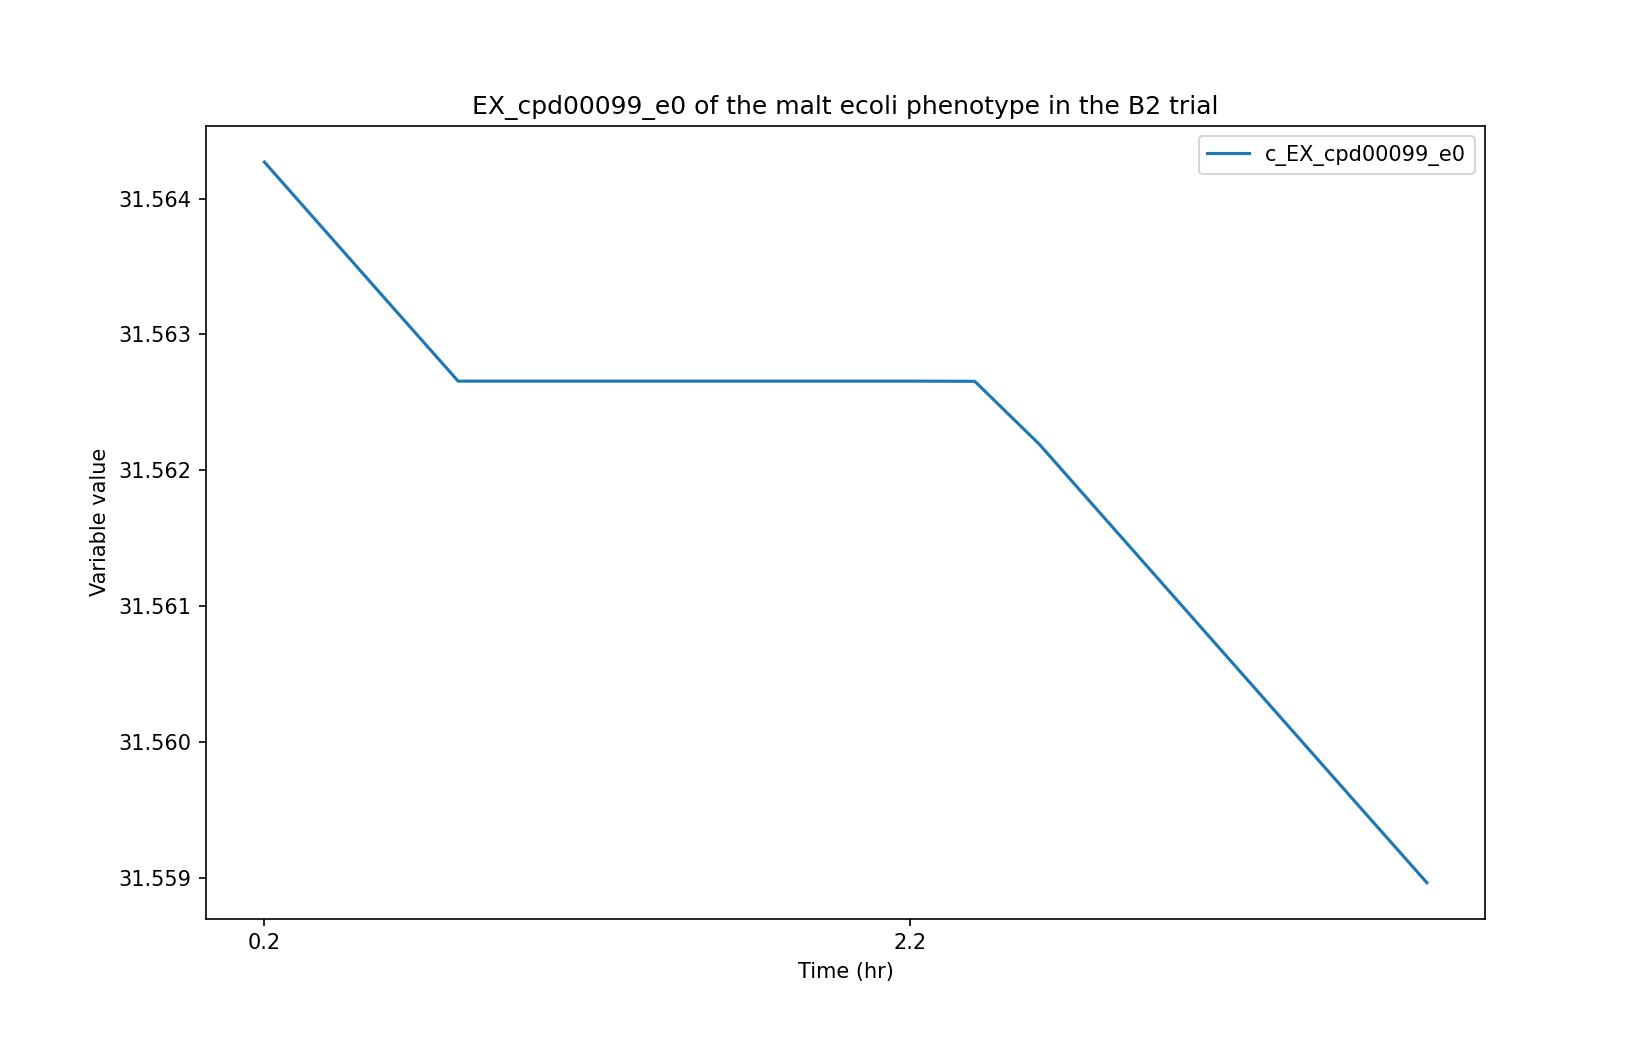 EX_cpd00099_e0 of the malt ecoli phenotype in the B2 trial
c_EX_cpd00099_e0
Variable value
31.564
31.563
31.562
31.561
31.560
31.559
0.2
2.2
Time (hr)